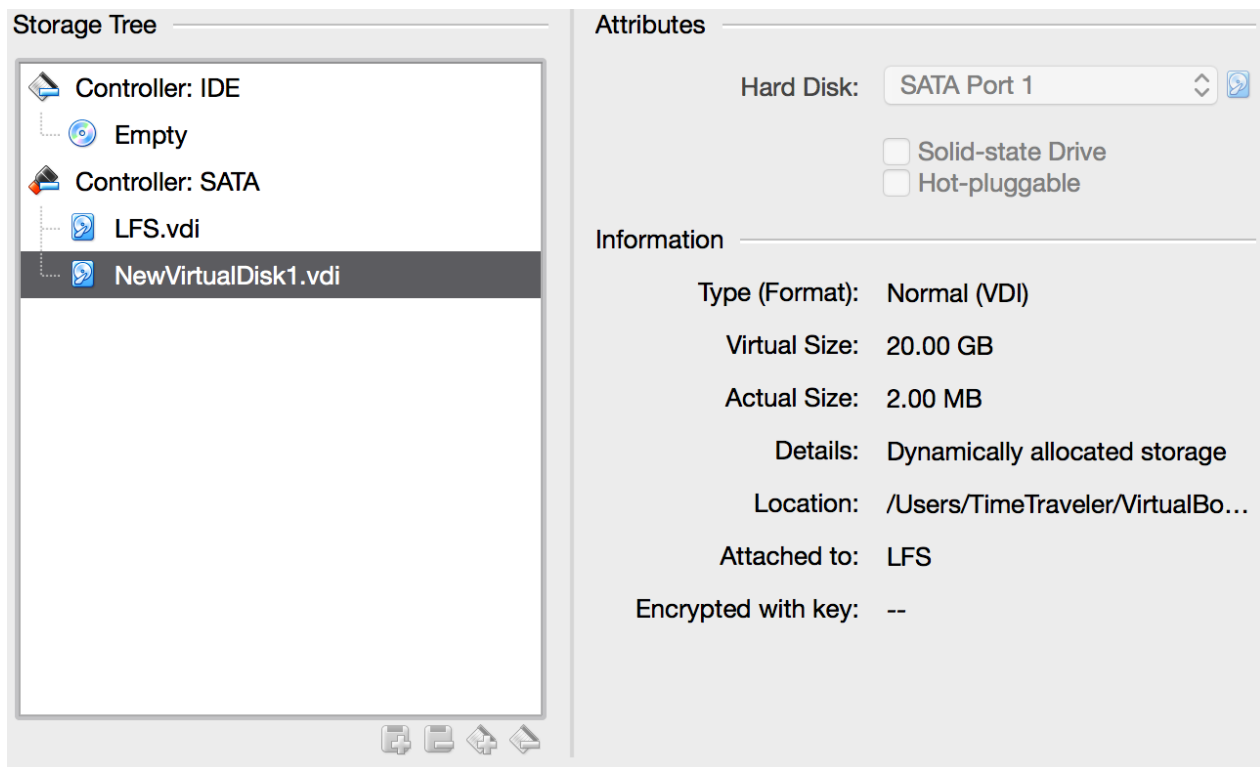 Storage Tree
Controller: IDE
Empty
Controller: SATA
LFS.vdi
NewVirtualDisk1.vdi
Attributes
Hard Disk: SATA Port 1
Solid-state Drive
Hot-pluggable
Information
Type (Format): Normal (VDI)
Virtual Size: 20.00 GB
Actual Size: 2.00 MB
Details: Dynamically allocated storage
Location: /Users/TimeTraveler/VirtualBo...
Attached to: LFS
Encrypted with key: --